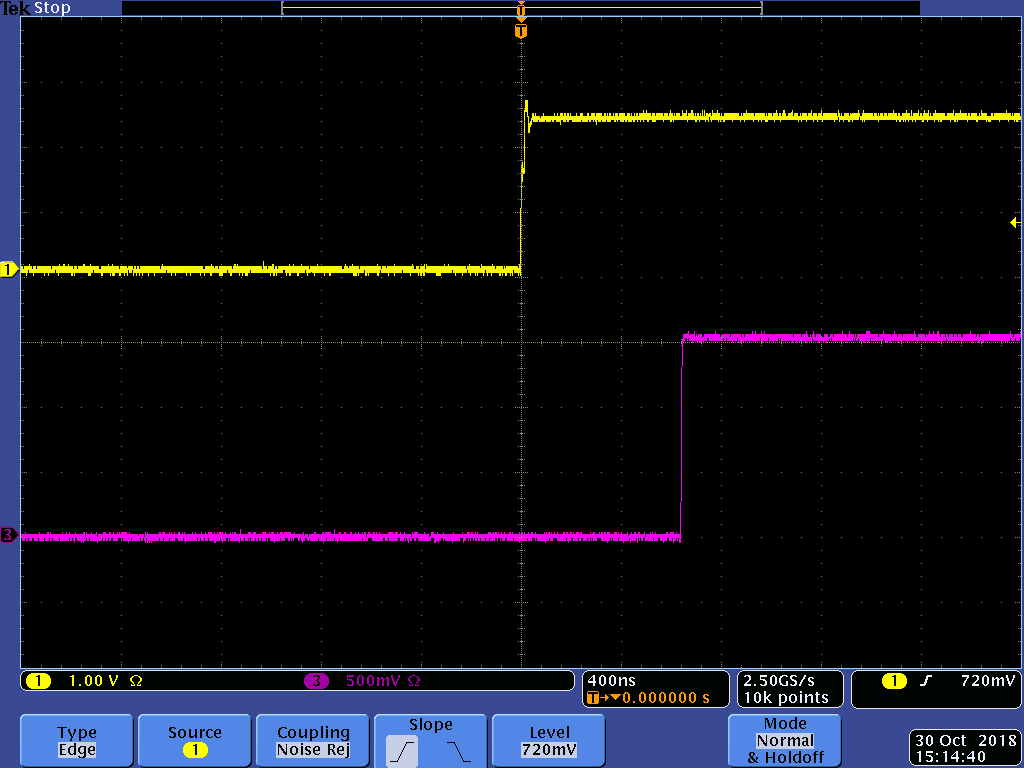 Tek Stop
T
T
1
3
1 1.00 V Ω 3 500mV Ω
400ns
T→▼0.000000 s
2.50GS/s
10k points
1 720mV
Type
Edge
Source
1
Coupling
Noise Rej
Slope
Level
720mV
Mode
Normal
& Holdoff
30 Oct 2018
15:14:40